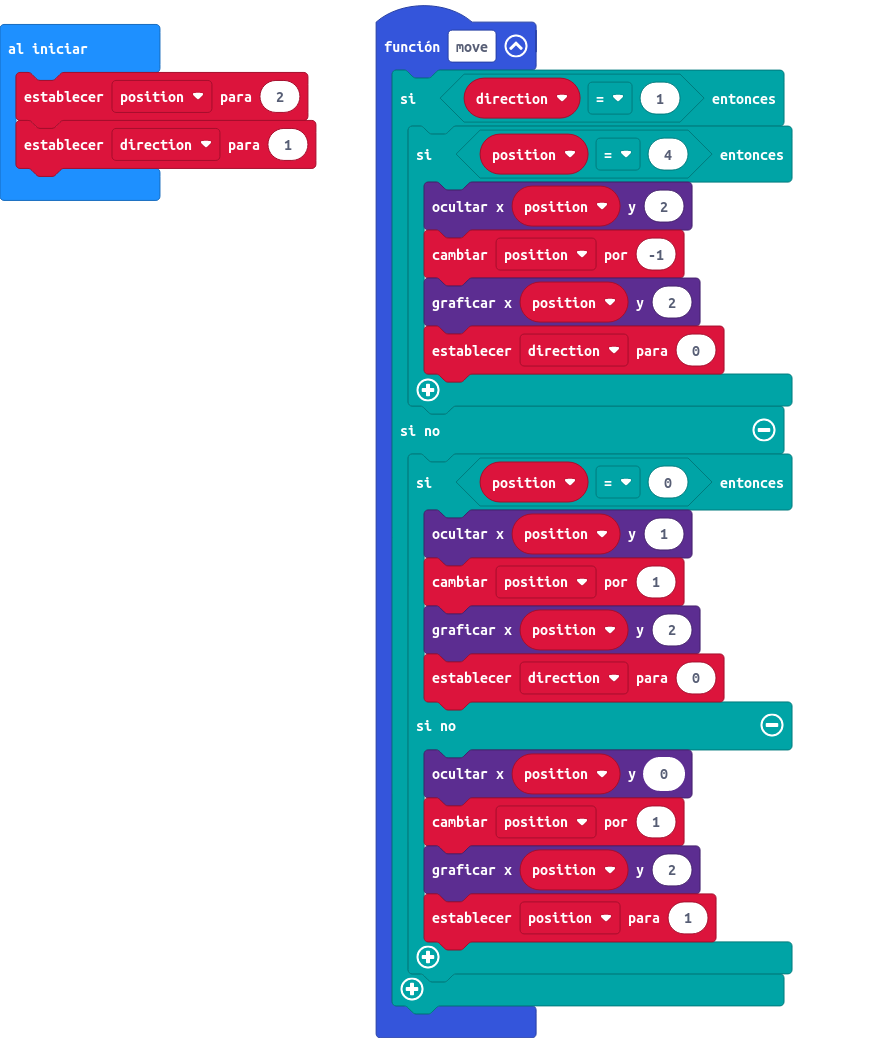 al iniciar
establecer position para 2
establecer direction para 1
función move
si direction = 1 entonces
si position = 4 entonces
ocultar x position y 2
cambiar position por -1
graficar x position y 2
establecer direction para 0
si no
si position = 0 entonces
ocultar x position y 1
cambiar position por 1
graficar x position y 2
establecer direction para 0
si no
ocultar x position y 0
cambiar position por 1
graficar x position y 2
establecer position para 1